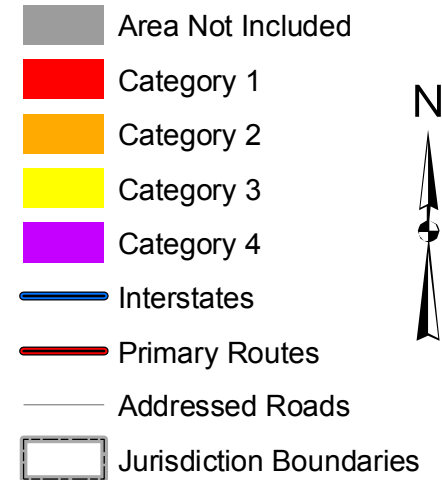 Area Not Included
Category 1
N
Category 2
Category 3
Category 4
Interstates
Primary Routes
Addressed Roads
Jurisdiction Boundaries